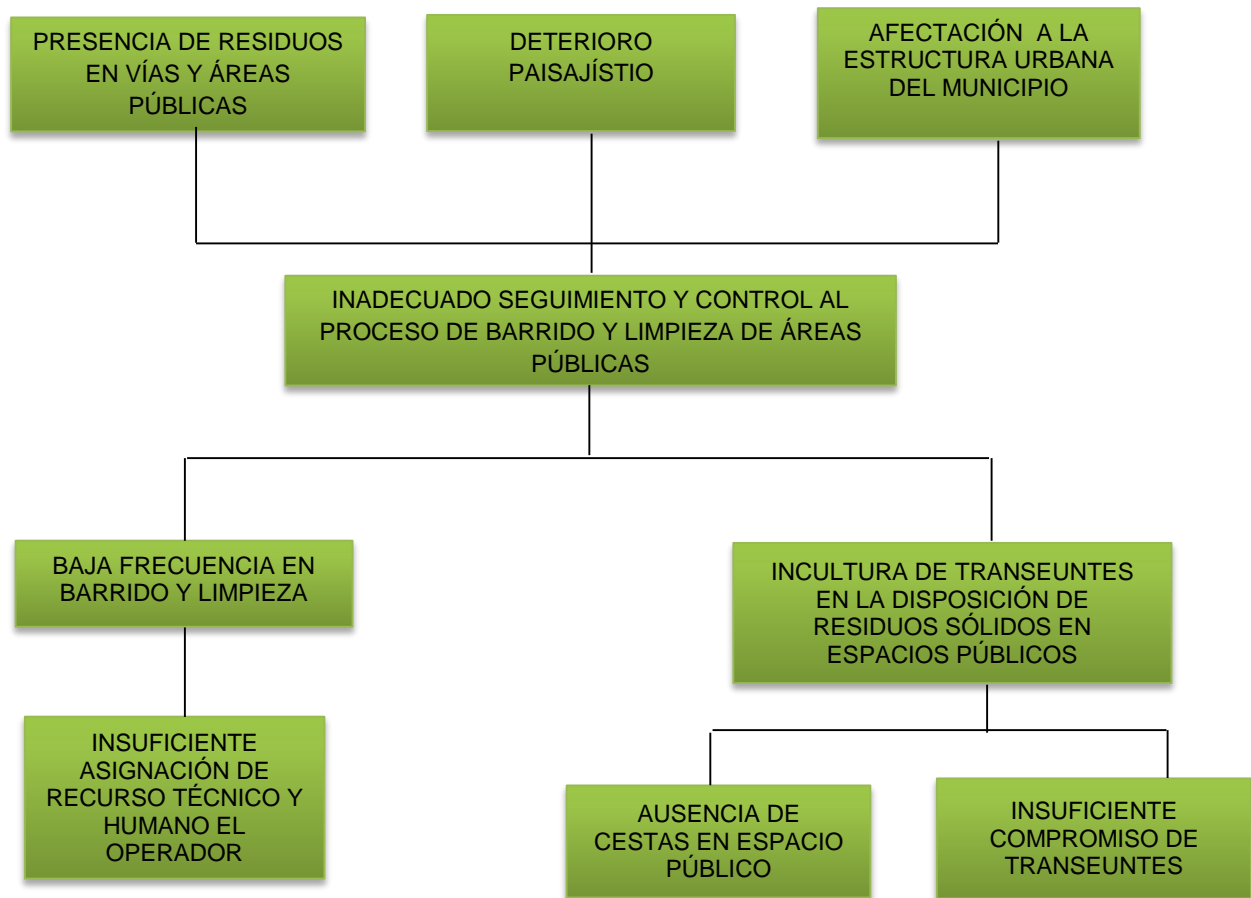 PRESENCIA DE RESIDUOS
EN VÍAS Y ÁREAS
PÚBLICAS
DETERIORO
PAISAJÍSTIO
AFECTACIÓN A LA
ESTRUCTURA URBANA
DEL MUNICIPIO
INADECUADO SEGUIMIENTO Y CONTROL AL
PROCESO DE BARRIDO Y LIMPIEZA DE ÁREAS
PÚBLICAS
BAJA FRECUENCIA EN
BARRIDO Y LIMPIEZA
INCULTURA DE TRANSEUNTES
EN LA DISPOSICIÓN DE
RESIDUOS SÓLIDOS EN
ESPACIOS PÚBLICOS
INSUFICIENTE
ASIGNACIÓN DE
RECURSO TÉCNICO Y
HUMANO EL
OPERADOR
AUSENCIA DE
CESTAS EN ESPACIO
PÚBLICO
INSUFICIENTE
COMPROMISO DE
TRANSEUNTES